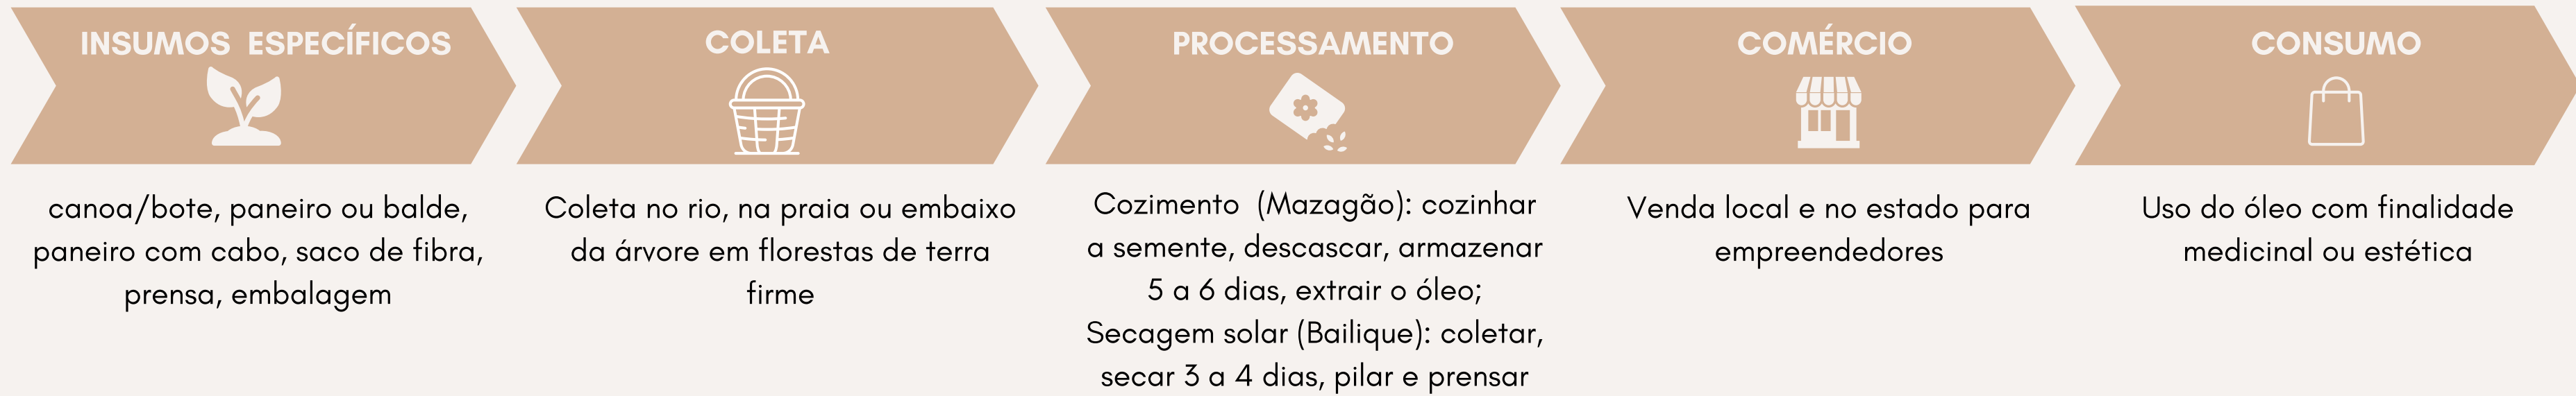 INSUMOS ESPECÍFICOS
canoa/bote, paneiro ou balde,
paneiro com cabo, saco de fibra,
prensa, embalagem
COLETA
Coleta no rio, na praia ou embaixo
da árvore em florestas de terra
firme
PROCESSAMENTO
Cozimento (Mazagão): cozinhar
a semente, descascar, armazenar
5 a 6 dias, extrair o óleo;
Secagem solar (Bailique): coletar,
secar 3 a 4 dias, pilar e prensar
COMÉRCIO
Venda local e no estado para
empreendedores
CONSUMO
Uso do óleo com finalidade
medicinal ou estética